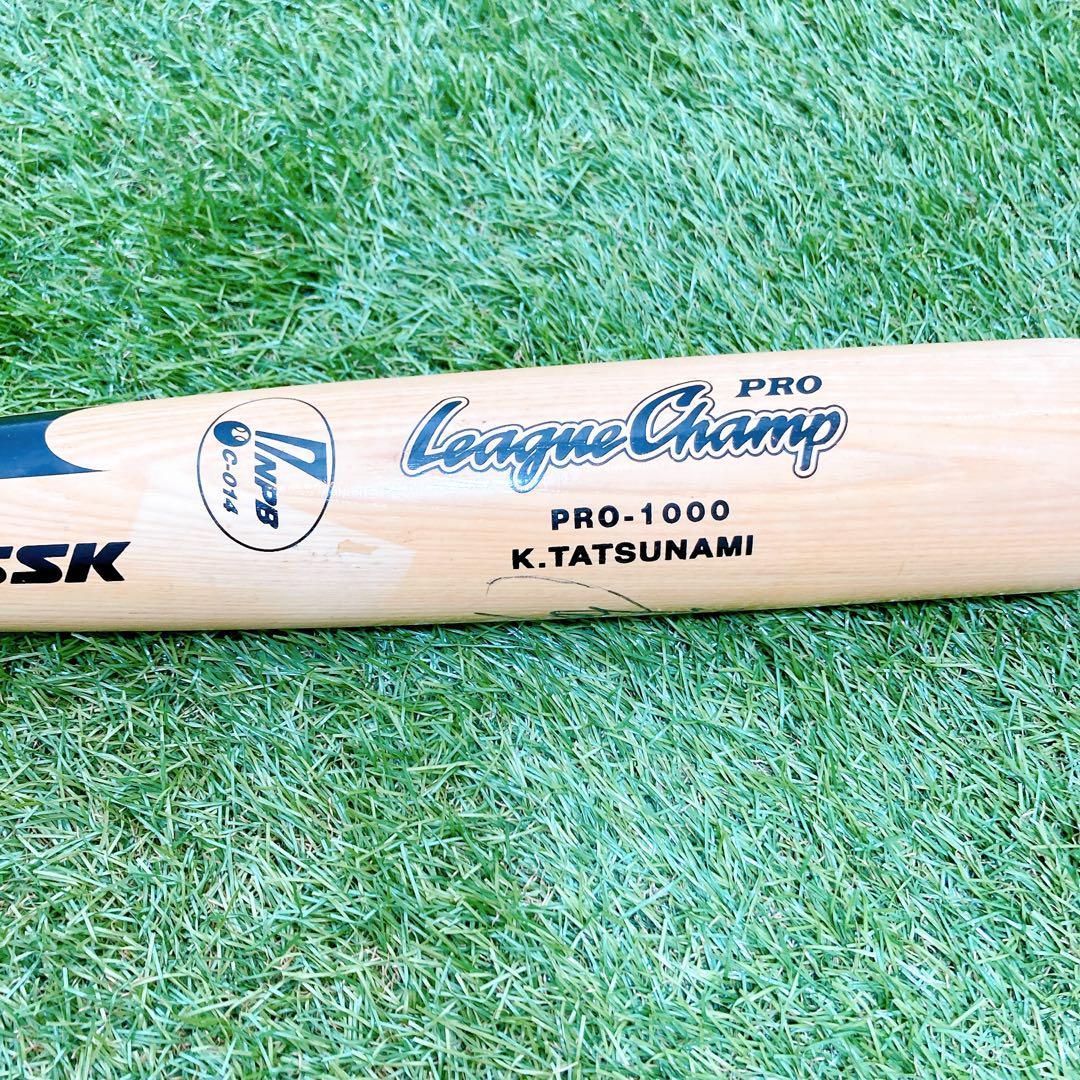 SSK
NPB
C-014
League Champ PRO
PRO-1000
K.TATSUNAMI